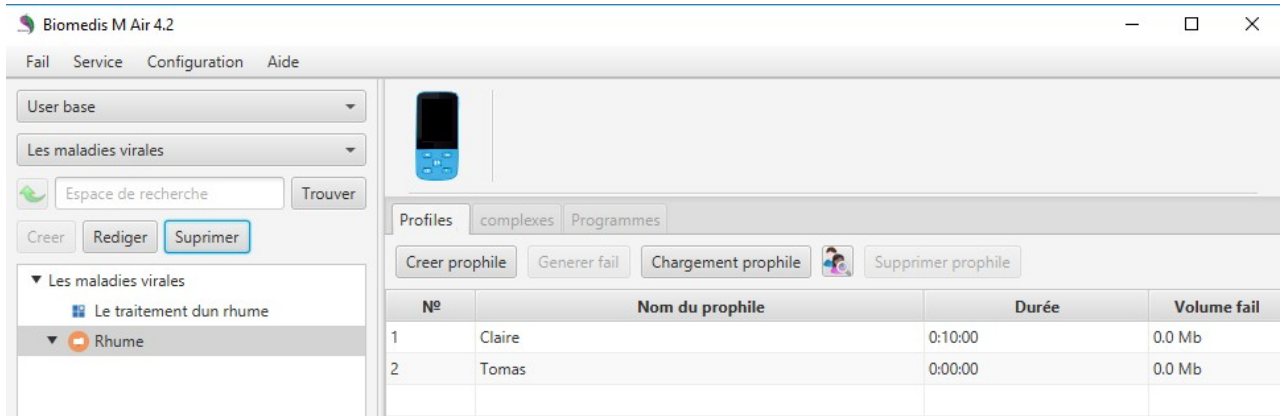 Biomedis M Air 4.2
Fail Service Configuration Aide
User base
Les maladies virales
Espace de recherche Trouver
Creer Rediger Suprimer
Les maladies virales
Le traitement dun rhume
Rhume
Profiles complexes Programmes
Creer prophile Generer fail Chargement prophile Supprimer prophile
Nº Nom du prophile Durée Volume fail
1 Claire 0:10:00 0.0 Mb
2 Tomas 0:00:00 0.0 Mb